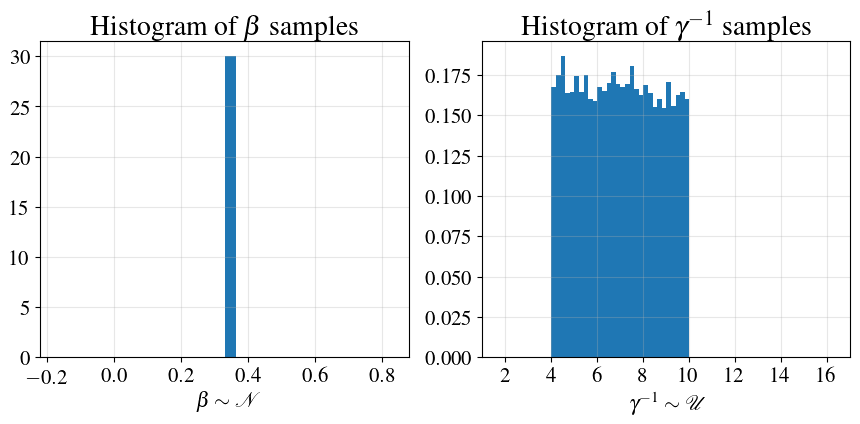 Histogram of β samples
30
25
20
15
10
5
0
−0.2 0.0 0.2 0.4 0.6 0.8
β ∼ 𝒩
Histogram of γ⁻¹ samples
0.175
0.150
0.125
0.100
0.075
0.050
0.025
0.000
2 4 6 8 10 12 14 16
γ⁻¹ ∼ 𝒰